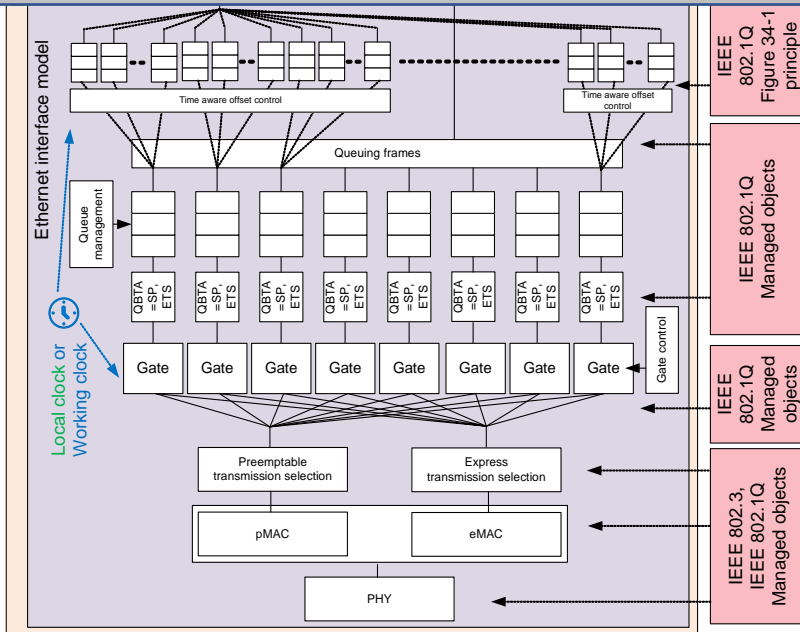 Ethernet interface model
Time aware offset control
Time aware offset
control
Queuing frames
Queue
management
QBTA
=SP,
ETS
QBTA
=SP,
ETS
QBTA
=SP,
ETS
QBTA
=SP,
ETS
QBTA
=SP,
ETS
QBTA
=SP,
ETS
QBTA
=SP,
ETS
QBTA
=SP,
ETS
Local clock or
Working clock
Gate
Gate
Gate
Gate
Gate
Gate
Gate
Gate
Gate control
Preemptable
transmission selection
Express
transmission selection
pMAC
eMAC
PHY
IEEE
802.1Q
Figure 34-1
principle
IEEE 802.1Q
Managed objects
IEEE
802.1Q
Managed
objects
IEEE 802.3,
IEEE 802.1Q
Managed objects